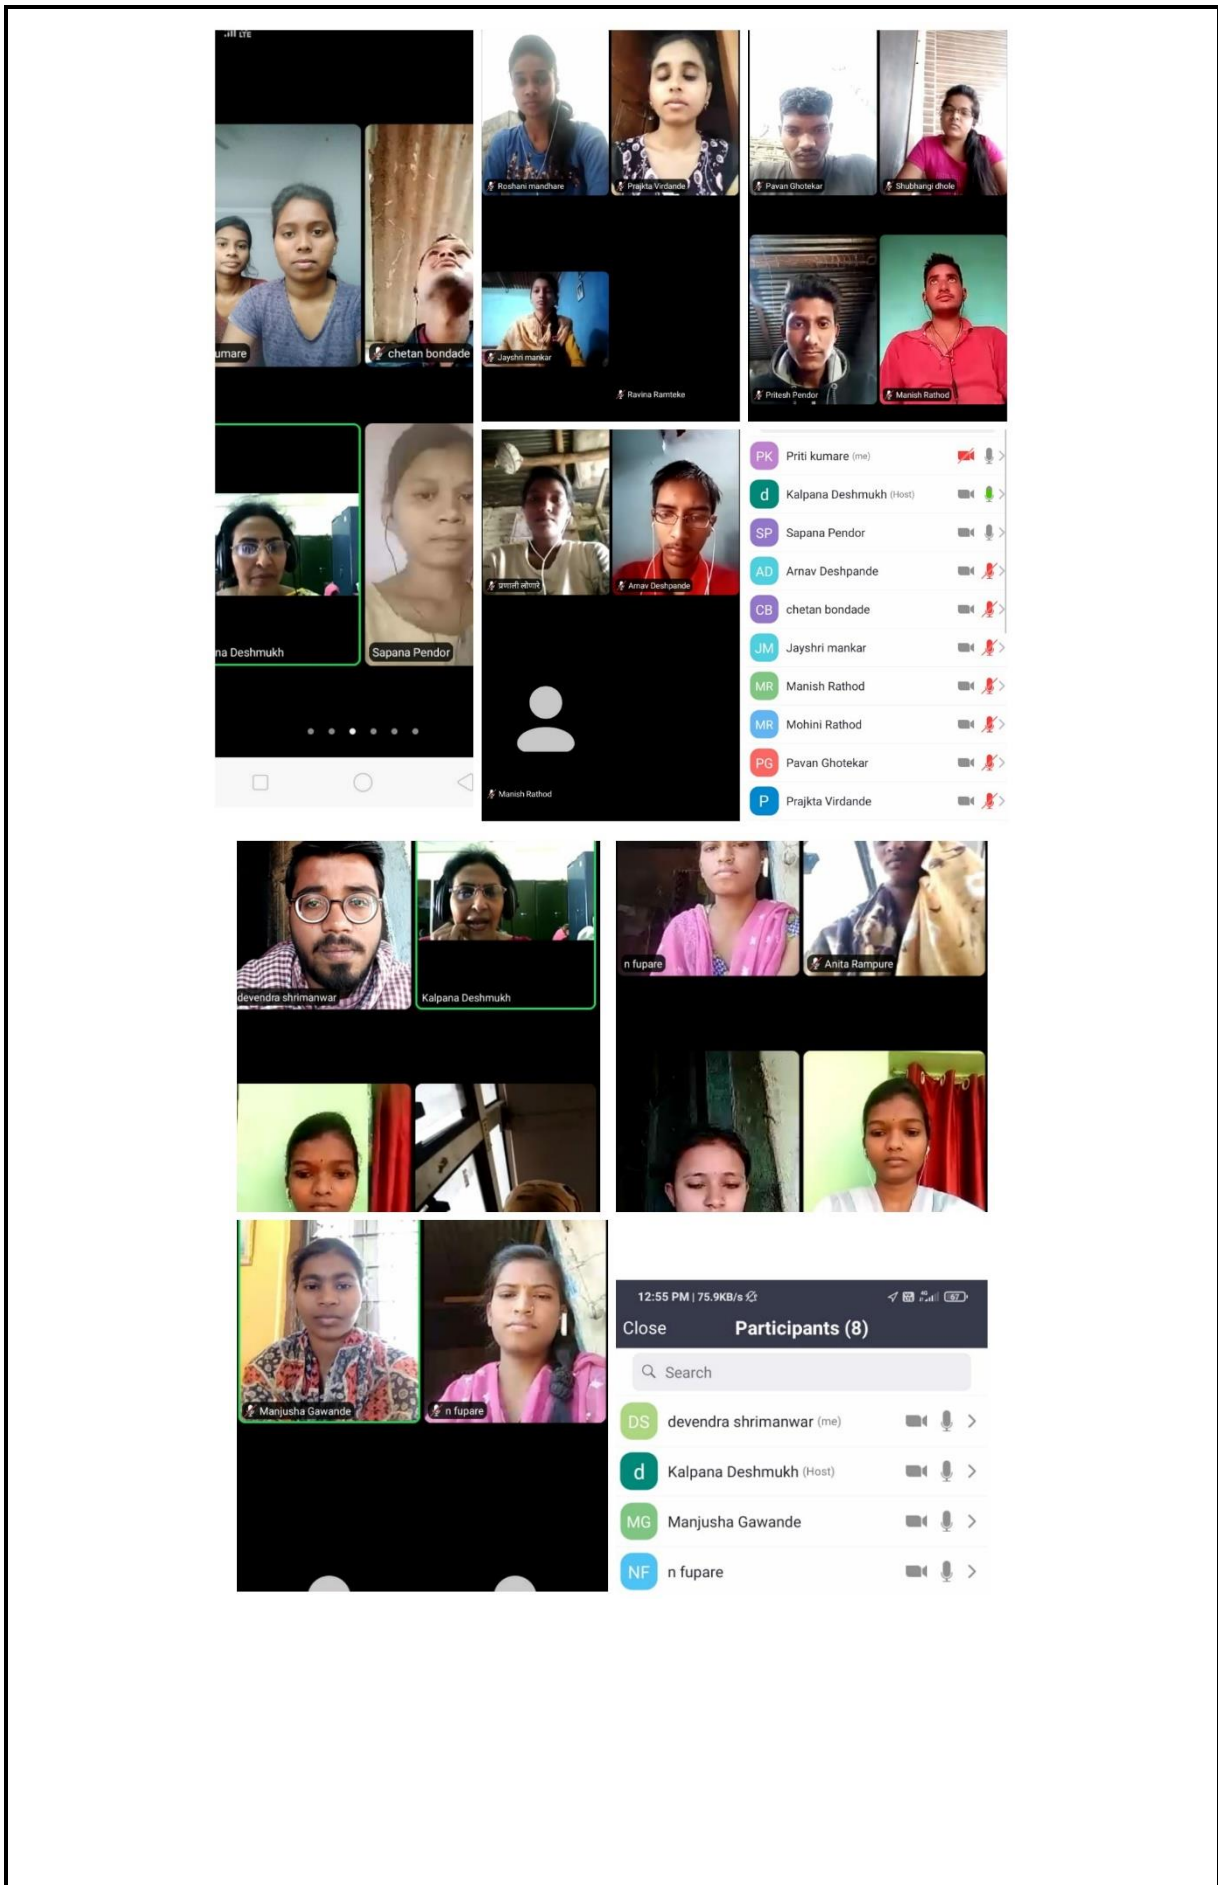 LTE
umare
chetan bondade
na Deshmukh
Sapana Pendor
Roshani mandhare
Prajkta Virdande
Jayshri mankar
Ravina Ramteke
Pavan Ghotekar
Shubhangi dhole
Pritesh Pendor
Manish Rathod
प्रणाली लोणारे
Arnav Deshpande
Manish Rathod
PK Priti kumare (me)
d Kalpana Deshmukh (Host)
SP Sapana Pendor
AD Arnav Deshpande
CB chetan bondade
JM Jayshri mankar
MR Manish Rathod
MR Mohini Rathod
PG Pavan Ghotekar
P Prajkta Virdande
devendra shrimanwar
Kalpana Deshmukh
n fupare
Anita Rampure
Manjusha Gawande
n fupare
12:55 PM | 75.9KB/s
4G
67
Close Participants (8)
Search
DS devendra shrimanwar (me)
d Kalpana Deshmukh (Host)
MG Manjusha Gawande
NF n fupare